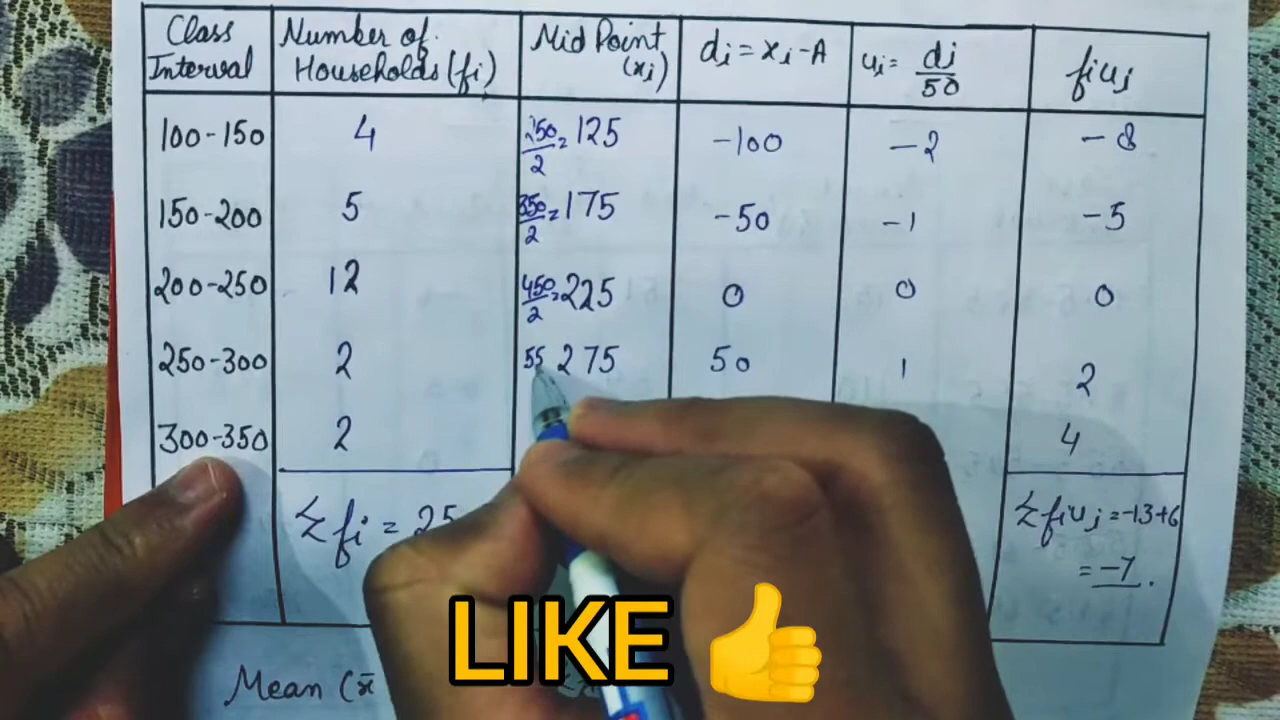 Class Interval | Number of Households (fi) | Mid Point (xi) | di = xi - A | ui = di/50 | fiui
100-150 | 4 | 250/2 = 125 | -100 | -2 | -8
150-200 | 5 | 350/2 = 175 | -50 | -1 | -5
200-250 | 12 | 450/2 = 225 | 0 | 0 | 0
250-300 | 2 | 55 275 | 50 | 1 | 2
300-350 | 2 | 4
Σfi = 25 | Σfiui = -13+6
= -7.
Mean (x̄
LIKE